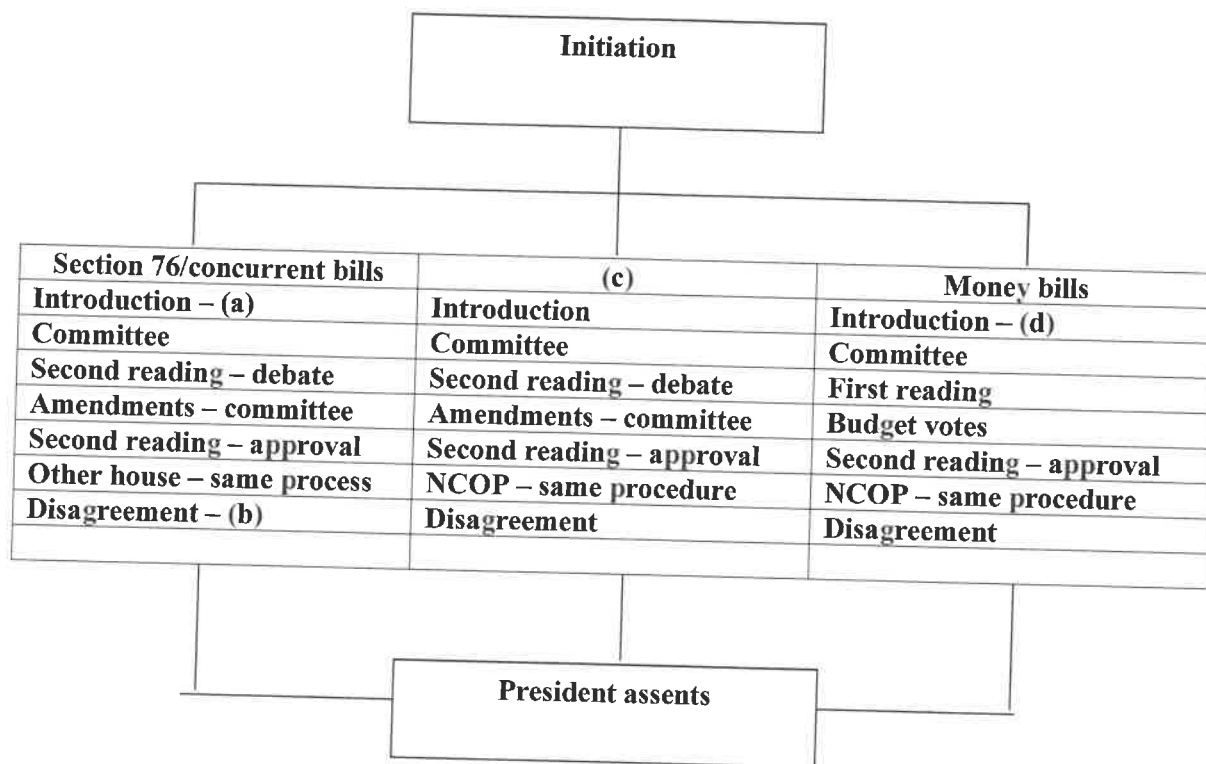 Initiation
Section 76/concurrent bills
Introduction – (a)
Committee
Second reading – debate
Amendments – committee
Second reading – approval
Other house – same process
Disagreement – (b)
(c)
Introduction
Committee
Second reading – debate
Amendments – committee
Second reading – approval
NCOP – same procedure
Disagreement
Money bills
Introduction – (d)
Committee
First reading
Budget votes
Second reading – approval
NCOP – same procedure
Disagreement
President assents